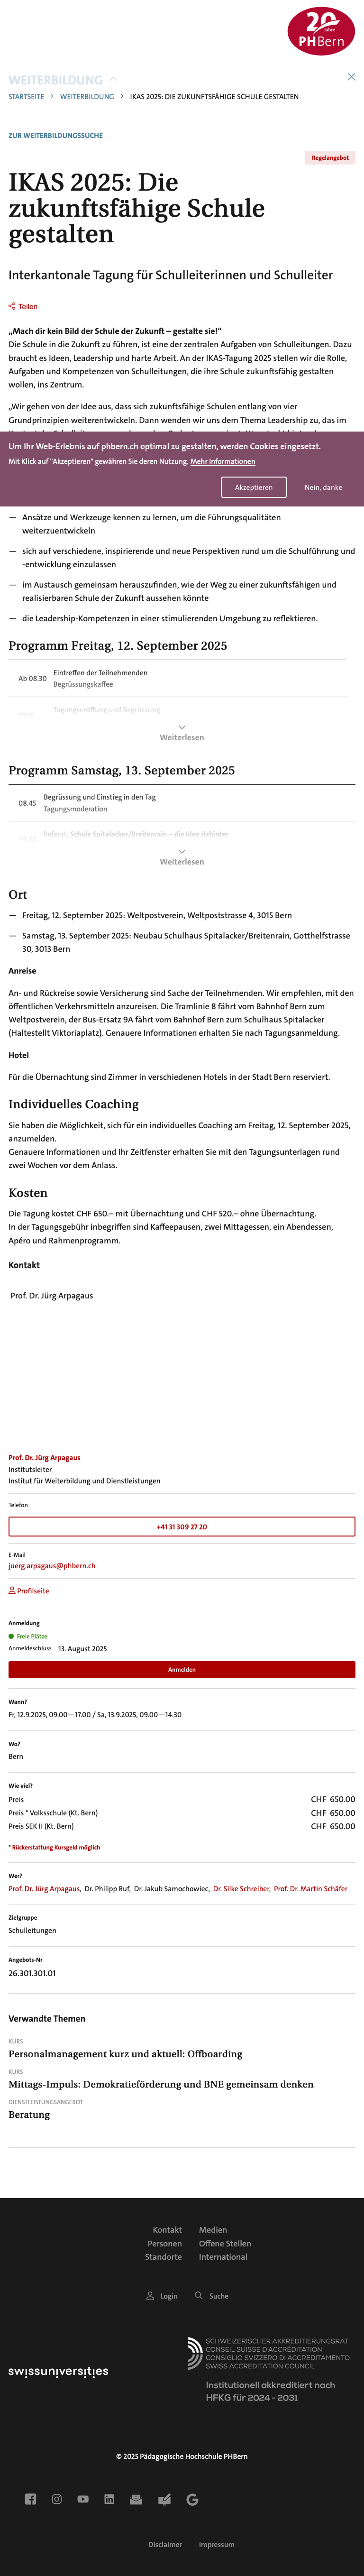 20 Jahre
PHBern
WEITERBILDUNG
STARTSEITE > WEITERBILDUNG > IKAS 2025: DIE ZUKUNFTSFÄHIGE SCHULE GESTALTEN
ZUR WEITERBILDUNGSSUCHE
Regelangebot
IKAS 2025: Die
zukunftsfähige Schule
gestalten
Interkantonale Tagung für Schulleiterinnen und Schulleiter
Teilen
„Mach dir kein Bild der Schule der Zukunft – gestalte sie!“
Die Schule in die Zukunft zu führen, ist eine der zentralen Aufgaben von Schulleitungen. Dazu
braucht es Ideen, Leadership und harte Arbeit. An der IKAS-Tagung 2025 stellen wir die Rolle,
Aufgaben und Kompetenzen von Schulleitungen, die ihre Schule zukunftsfähig gestalten
wollen, ins Zentrum.
„Wir gehen von der Idee aus, dass sich zukunftsfähige Schulen entlang von vier
Grundprinzipien weiterentwickeln. Dann wenden wir uns dem Thema Leadership zu, das im
Um Ihr Web-Erlebnis auf phbern.ch optimal zu gestalten, werden Cookies eingesetzt.
Mit Klick auf "Akzeptieren" gewähren Sie deren Nutzung. Mehr Informationen
Akzeptieren
Nein, danke
— Ansätze und Werkzeuge kennen zu lernen, um die Führungsqualitäten
weiterzuentwickeln
— sich auf verschiedene, inspirierende und neue Perspektiven rund um die Schulführung und
-entwicklung einzulassen
— im Austausch gemeinsam herauszufinden, wie der Weg zu einer zukunftsfähigen und
realisierbaren Schule der Zukunft aussehen könnte
— die Leadership-Kompetenzen in einer stimulierenden Umgebung zu reflektieren.
Programm Freitag, 12. September 2025
Ab 08.30
Eintreffen der Teilnehmenden
Begrüssungskaffee
Tagungseröffnung und Begrüssung
Weiterlesen
Programm Samstag, 13. September 2025
08.45
Begrüssung und Einstieg in den Tag
Tagungsmoderation
Referat: Schule Spitalacker/Breitenrain – die Idee dahinter
Weiterlesen
Ort
— Freitag, 12. September 2025: Weltpostverein, Weltpoststrasse 4, 3015 Bern
— Samstag, 13. September 2025: Neubau Schulhaus Spitalacker/Breitenrain, Gotthelfstrasse
30, 3013 Bern
Anreise
An- und Rückreise sowie Versicherung sind Sache der Teilnehmenden. Wir empfehlen, mit den
öffentlichen Verkehrsmitteln anzureisen. Die Tramlinie 8 fährt vom Bahnhof Bern zum
Weltpostverein, der Bus-Ersatz 9A fährt vom Bahnhof Bern zum Schulhaus Spitalacker
(Haltestellt Viktoriaplatz). Genauere Informationen erhalten Sie nach Tagungsanmeldung.
Hotel
Für die Übernachtung sind Zimmer in verschiedenen Hotels in der Stadt Bern reserviert.
Individuelles Coaching
Sie haben die Möglichkeit, sich für ein individuelles Coaching am Freitag, 12. September 2025,
anzumelden.
Genauere Informationen und Ihr Zeitfenster erhalten Sie mit den Tagungsunterlagen rund
zwei Wochen vor dem Anlass.
Kosten
Die Tagung kostet CHF 650.– mit Übernachtung und CHF 520.– ohne Übernachtung.
In der Tagungsgebühr inbegriffen sind Kaffeepausen, zwei Mittagessen, ein Abendessen,
Apéro und Rahmenprogramm.
Kontakt
Prof. Dr. Jürg Arpagaus
Prof. Dr. Jürg Arpagaus
Institutsleiter
Institut für Weiterbildung und Dienstleistungen
Telefon
+41 31 309 27 20
E-Mail
juerg.arpagaus@phbern.ch
Profilseite
Anmeldung
Freie Plätze
Anmeldeschluss 13. August 2025
Anmelden
Wann?
Fr, 12.9.2025, 09.00—17.00 / Sa, 13.9.2025, 09.00—14.30
Wo?
Bern
Wie viel?
Preis CHF 650.00
Preis * Volksschule (Kt. Bern) CHF 650.00
Preis SEK II (Kt. Bern) CHF 650.00
* Rückerstattung Kursgeld möglich
Wer?
Prof. Dr. Jürg Arpagaus, Dr. Philipp Ruf, Dr. Jakub Samochowiec, Dr. Silke Schreiber, Prof. Dr. Martin Schäfer
Zielgruppe
Schulleitungen
Angebots-Nr
26.301.301.01
Verwandte Themen
KURS
Personalmanagement kurz und aktuell: Offboarding
KURS
Mittags-Impuls: Demokratieförderung und BNE gemeinsam denken
DIENSTLEISTUNGSANGEBOT
Beratung
Kontakt Medien
Personen Offene Stellen
Standorte International
Login Suche
swissuniversities
SCHWEIZERISCHER AKKREDITIERUNGSRAT
CONSEIL SUISSE D'ACCRÉDITATION
CONSIGLIO SVIZZERO DI ACCREDITAMENTO
SWISS ACCREDITATION COUNCIL
Institutionell akkreditiert nach
HFKG für 2024 - 2031
© 2025 Pädagogische Hochschule PHBern
Disclaimer Impressum